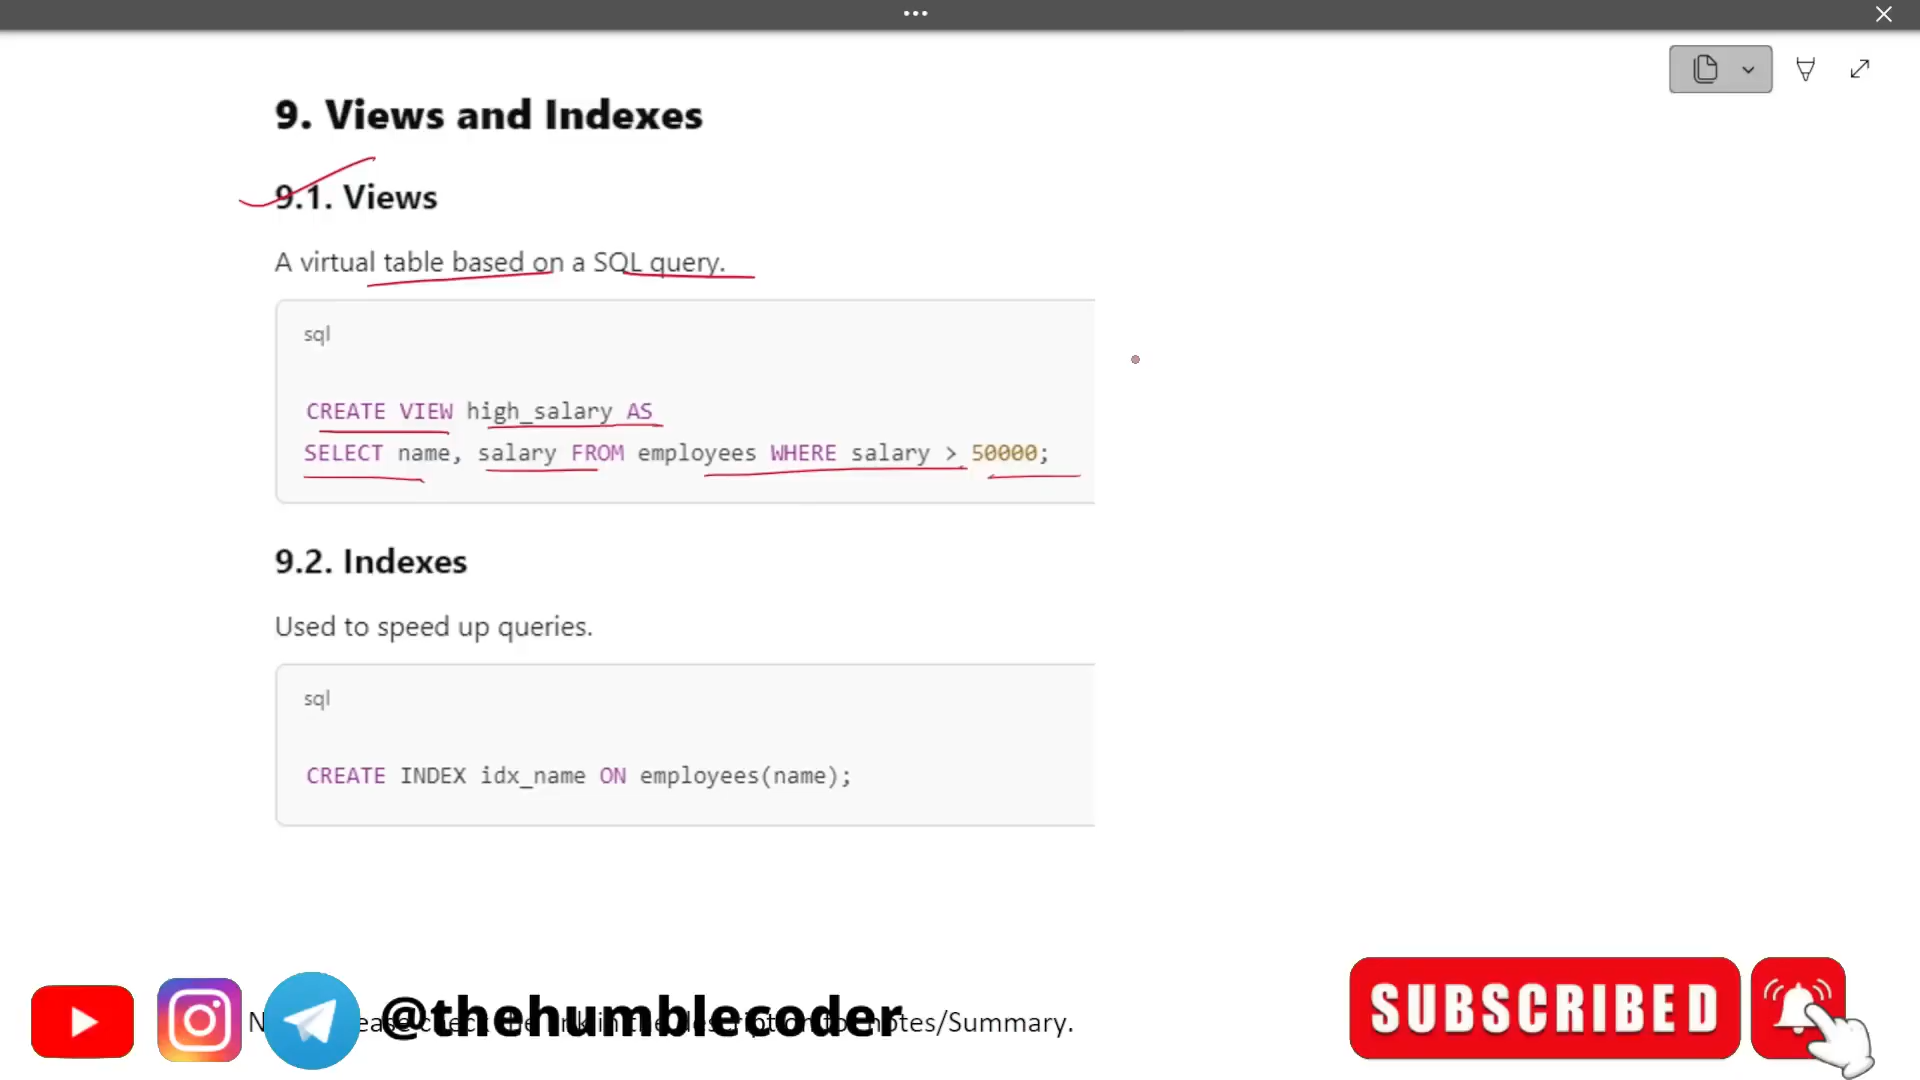 9. Views and Indexes
9.1. Views
A virtual table based on a SQL query.
sql
CREATE VIEW high_salary AS
SELECT name, salary FROM employees WHERE salary > 50000;
9.2. Indexes
Used to speed up queries.
sql
CREATE INDEX idx_name ON employees(name);
@thehumblecoder
notes/Summary.
SUBSCRIBED